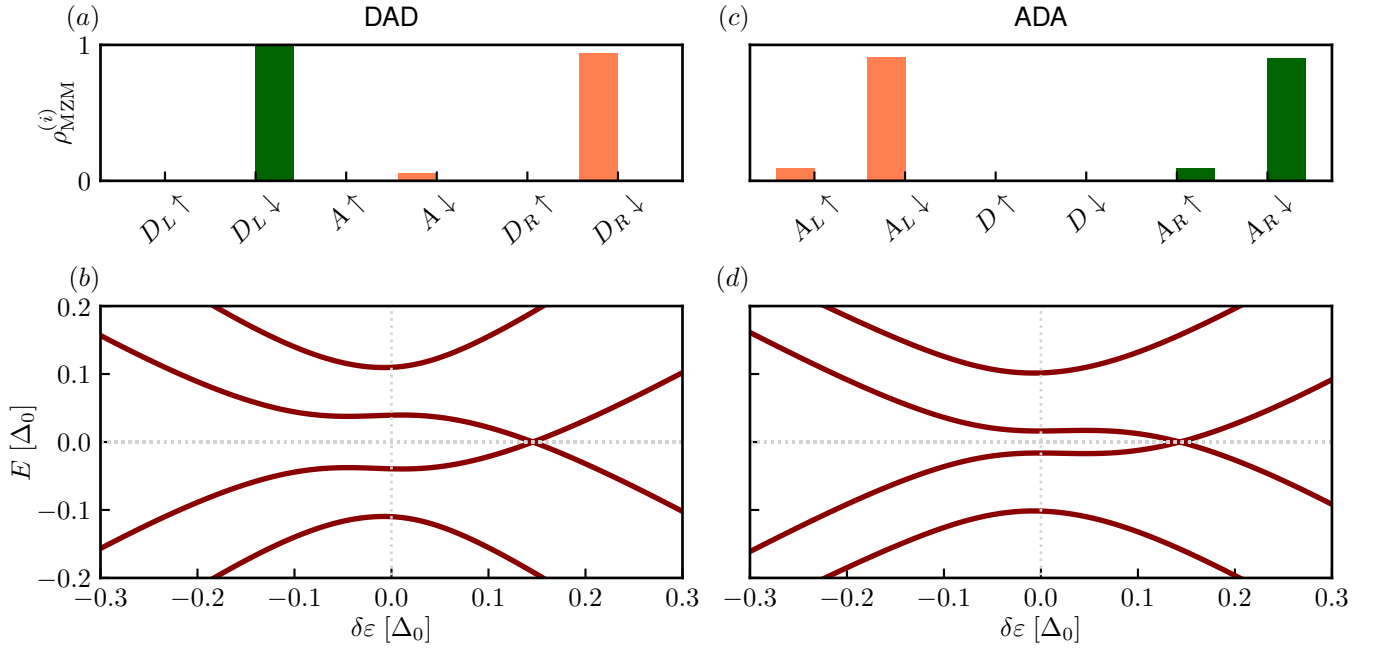 (a) DAD (c) ADA
1
ρ_MZM^(i)
0
D_L↑ D_L↓ A↑ A↓ D_R↑ D_R↓
A_L↑ A_L↓ D↑ D↓ A_R↑ A_R↓
(b) (d)
0.2
0.1
0.0
−0.1
−0.2
E [Δ_0]
−0.3 −0.2 −0.1 0.0 0.1 0.2 0.3
−0.3 −0.2 −0.1 0.0 0.1 0.2 0.3
δε [Δ_0] δε [Δ_0]